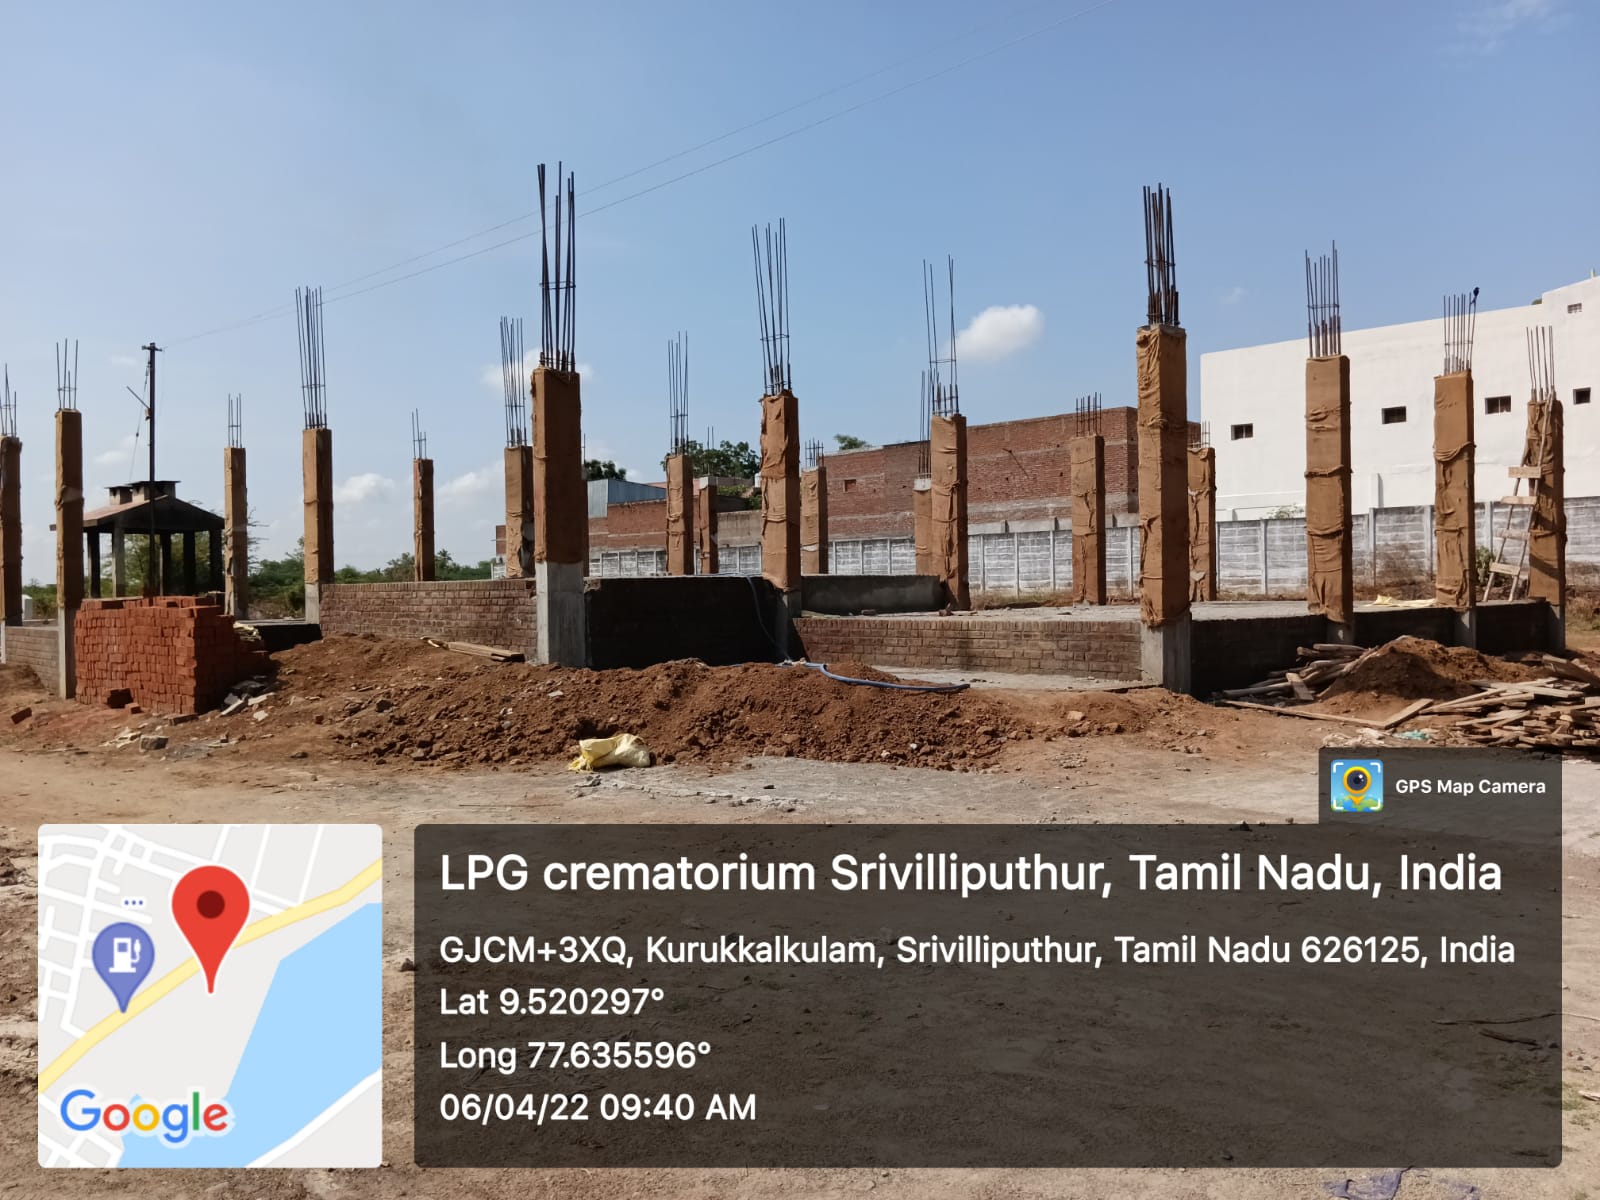 GPS Map Camera
LPG crematorium Srivilliputhur, Tamil Nadu, India
GJCM+3XQ, Kurukkalkulam, Srivilliputhur, Tamil Nadu 626125, India
Lat 9.520297°
Long 77.635596°
06/04/22 09:40 AM
Google